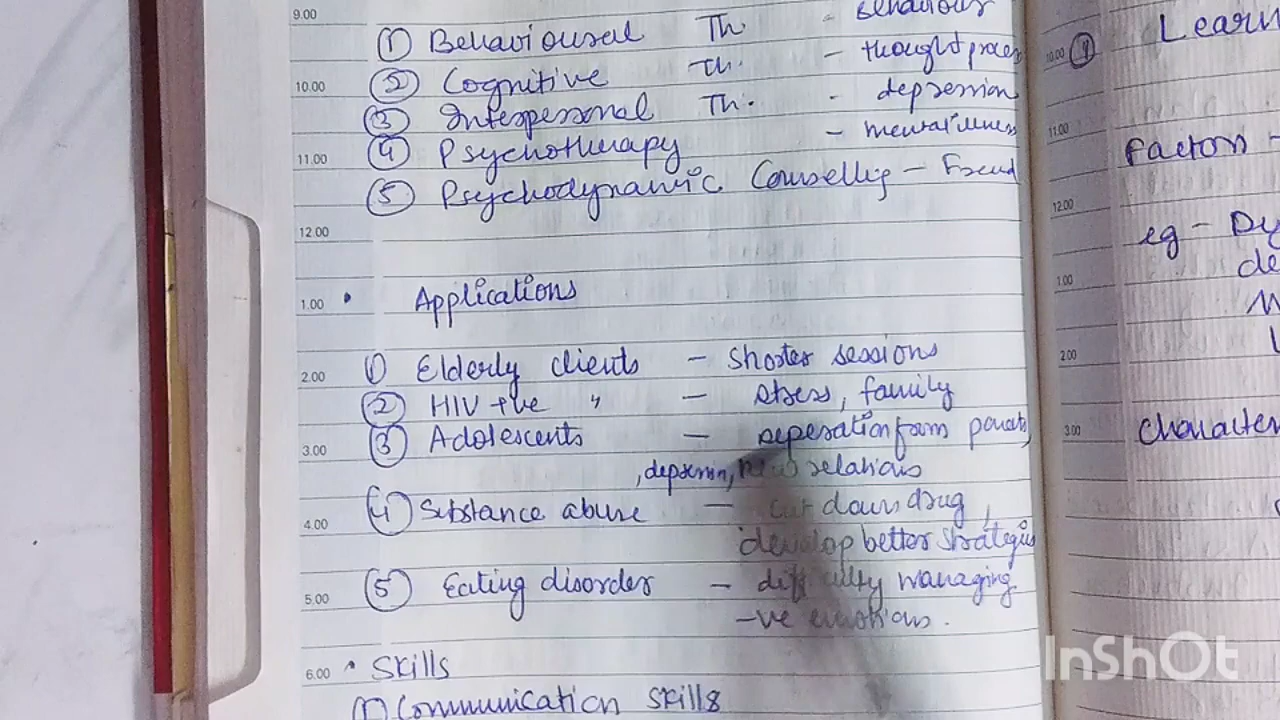 9.00
① Behavioural Th - Behaviour
② Cognitive Th. - thought process
10.00
③ Interpersonal Th. - depression
④ Psychotherapy - mental illness
11.00
⑤ Psychodynamic Counsellig - Freud
12.00
1.00 • Applications
① Elderly clients - shorter sessions
2.00
② HIV +ve " - stress, family
③ Adolescents - seperation from parents,
3.00
, depression, new relations
④ Substance abuse - cut down drug,
4.00
develop better strategies
⑤ Eating disorder - difficulty managing
5.00
-ve emotions.
6.00 • Skills
① Communication skills
Learn
10.00
11.00
Factors -
12.00
eg - Dy
de
1.00
2.00
3.00 Character
InShOt